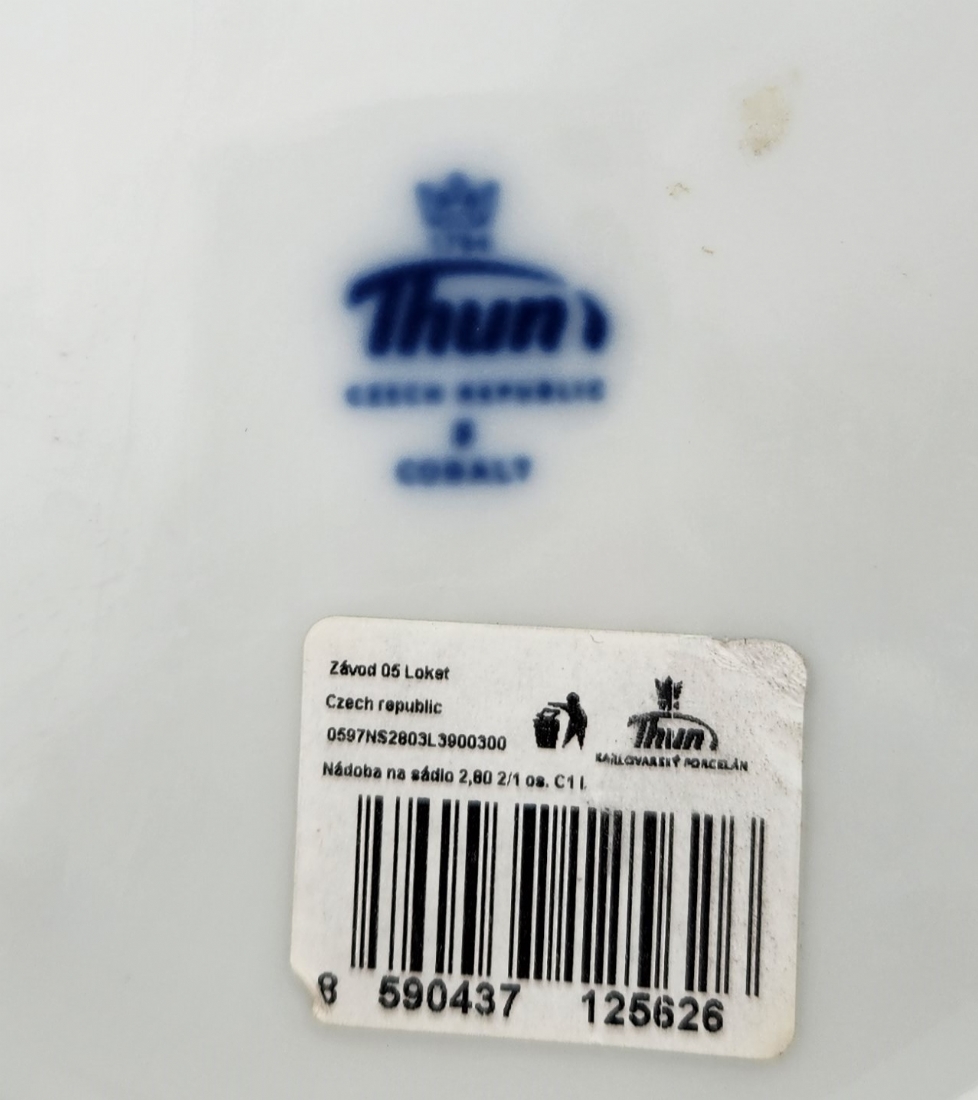 1794
Thun
CZECH REPUBLIC
COBALT
Závod 05 Loket
Czech republic
0597NS2803L3900300
Thun
KARLOVARSKÝ PORCELÁN
Nádoba na sádlo 2,80 2/1 os. C1 I.
8 590437 125626